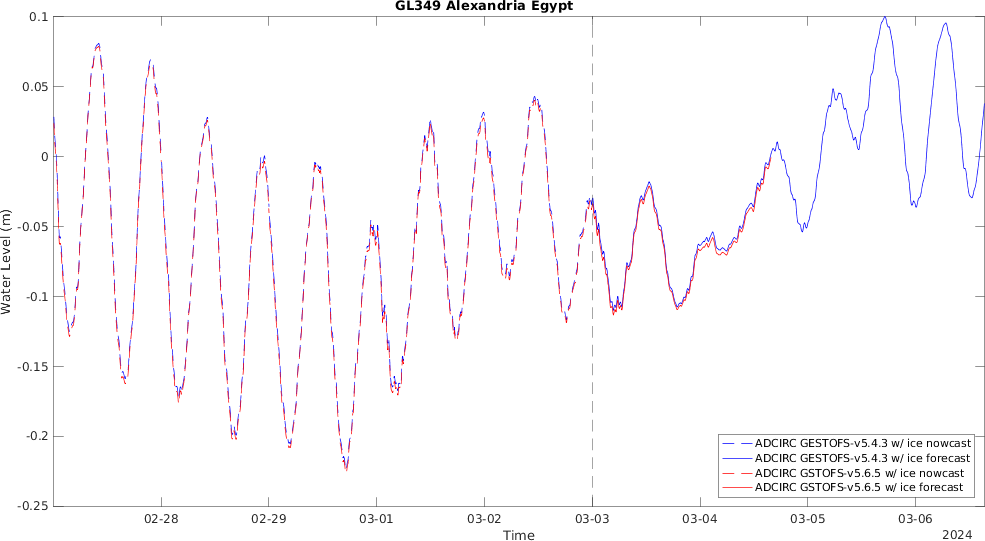 GL349 Alexandria Egypt
0.1
0.05
0
-0.05
-0.1
-0.15
-0.2
-0.25
Water Level (m)
ADCIRC GESTOFS-v5.4.3 w/ ice nowcast
ADCIRC GESTOFS-v5.4.3 w/ ice forecast
ADCIRC GSTOFS-v5.6.5 w/ ice nowcast
ADCIRC GSTOFS-v5.6.5 w/ ice forecast
02-28 02-29 03-01 03-02 03-03 03-04 03-05 03-06
Time
2024